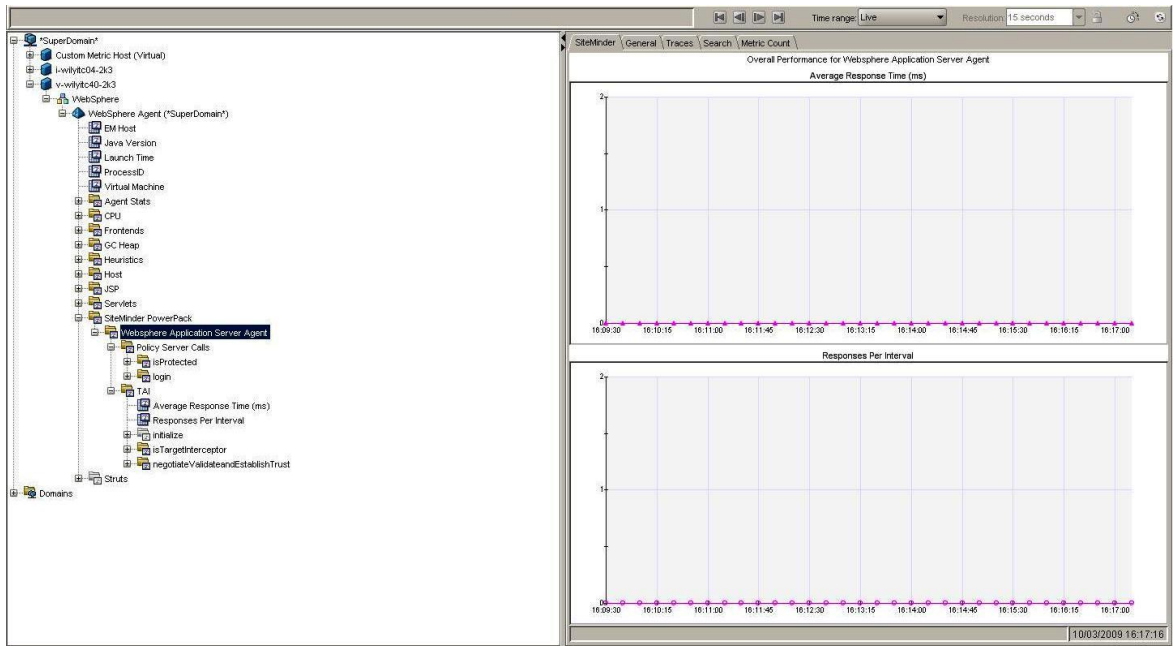 Time range: Live
Resolution: 15 seconds
*SuperDomain*
Custom Metric Host (Virtual)
i-wilyitc04-2k3
v-wilyitc40-2k3
WebSphere
WebSphere Agent (*SuperDomain*)
EM Host
Java Version
Launch Time
ProcessID
Virtual Machine
Agent Stats
CPU
Frontends
GC Heap
Heuristics
Host
JSP
Servlets
SiteMinder PowerPack
Websphere Application Server Agent
Policy Server Calls
isProtected
login
TAI
Average Response Time (ms)
Responses Per Interval
initialize
isTargetInterceptor
negotiateValidateandEstablishTrust
Struts
Domains
SiteMinder General Traces Search Metric Count
Overall Performance for Websphere Application Server Agent
Average Response Time (ms)
2
1
0
16:09:30 16:10:15 16:11:00 16:11:45 16:12:30 16:13:15 16:14:00 16:14:45 16:15:30 16:16:15 16:17:00
Responses Per Interval
2
1
0
16:09:30 16:10:15 16:11:00 16:11:45 16:12:30 16:13:15 16:14:00 16:14:45 16:15:30 16:16:15 16:17:00
10/03/2009 16:17:16